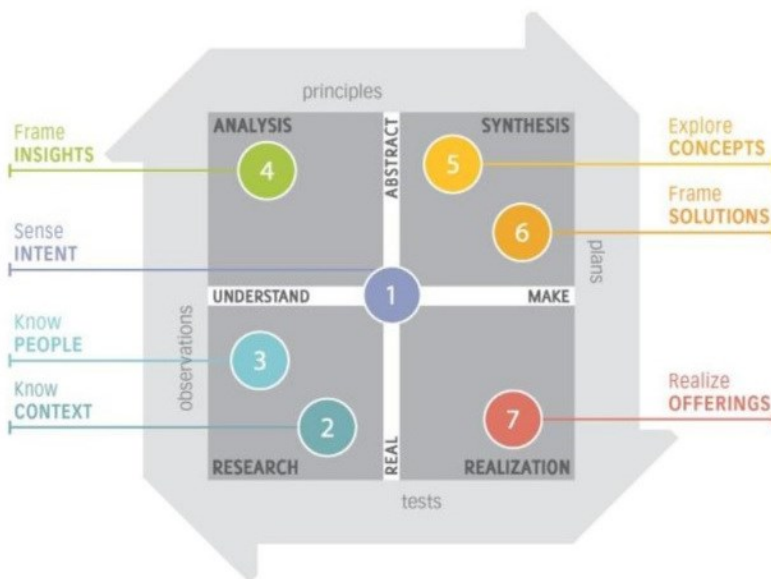 principles
ANALYSIS
SYNTHESIS
Frame
INSIGHTS
4
ABSTRACT
5
Explore
CONCEPTS
6
Frame
SOLUTIONS
Sense
INTENT
plans
UNDERSTAND
1
MAKE
Know
PEOPLE
observations
3
Know
CONTEXT
2
7
Realize
OFFERINGS
RESEARCH
REAL
REALIZATION
tests